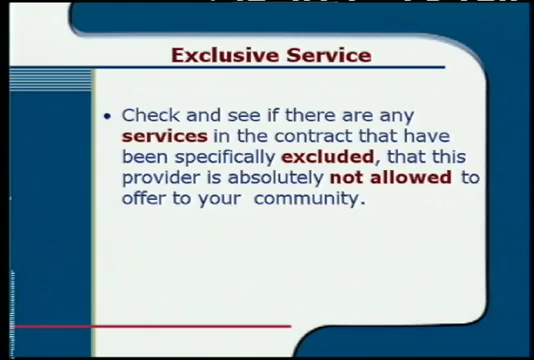 Exclusive Service
• Check and see if there are any
services in the contract that have
been specifically excluded, that this
provider is absolutely not allowed to
offer to your community.